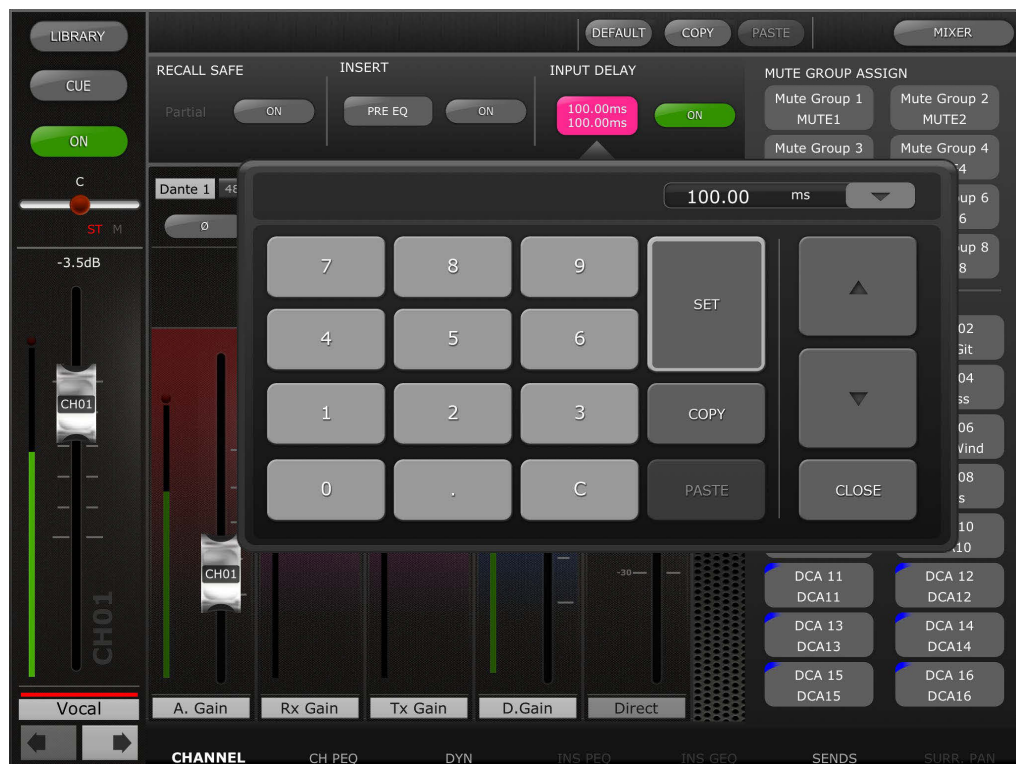 LIBRARY
DEFAULT
COPY
PASTE
MIXER
RECALL SAFE
INSERT
INPUT DELAY
MUTE GROUP ASSIGN
CUE
Partial
ON
PRE EQ
ON
100.00ms
100.00ms
ON
Mute Group 1
MUTE1
Mute Group 2
MUTE2
ON
Mute Group 3
Mute Group 4
C
Dante 1
Ø
100.00 ms
ST M
-3.5dB
7 8 9
SET
4 5 6
1 2 3
COPY
0 . C
PASTE
CLOSE
CH01
CH01
-30
CH01
DCA 11
DCA11
DCA 12
DCA12
DCA 13
DCA13
DCA 14
DCA14
DCA 15
DCA15
DCA 16
DCA16
Vocal
A. Gain
Rx Gain
Tx Gain
D.Gain
Direct
CHANNEL
CH PEQ
DYN
INS PEQ
INS GEQ
SENDS
SURR. PAN